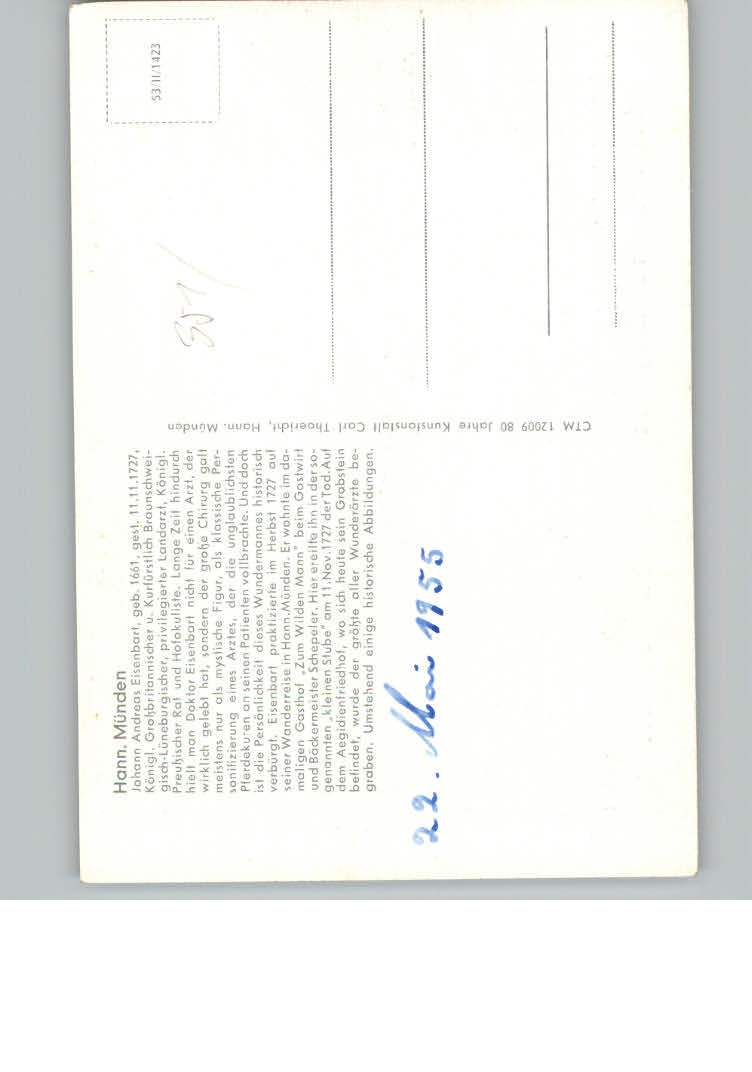 Hann. Münden
Johann Andreas Eisenbart, geb. 1661, gest. 11.11.1727,
Königl. Großbritannischer u. Kurfürstlich Braunschwei-
gisch-Lüneburgischer, privilegierter Landarzt, Königl.
Preußischer Rat und Hofokuliste. Lange Zeit hindurch
hielt man Doktor Eisenbart nicht für einen Arzt, der
wirklich gelebt hat, sondern der große Chirurg galt
meistens nur als mystische Figur, als klassische Per-
sonifizierung eines Arztes, der die unglaublichsten
Pferdekuren an seinen Patienten vollbrachte. Und doch
ist die Persönlichkeit dieses Wundermannes historisch
verbürgt. Eisenbart praktizierte im Herbst 1727 auf
seiner Wanderreise in Hann.Münden. Er wohnte im da-
maligen Gasthof „Zum Wilden Mann" beim Gastwirt
und Bäckermeister Schepeler. Hier ereilte ihn in der so-
genannten „kleinen Stube" am 11.Nov.1727 der Tod. Auf
dem Aegidienfriedhof, wo sich heute sein Grabstein
befindet, wurde der größte aller Wunderärzte be-
graben. Umstehend einige historische Abbildungen.
22. Mai 1955
CTM 12009 80 Jahre Kunstanstalt Carl Thoericht, Hann. Münden
351/
53/II/1423